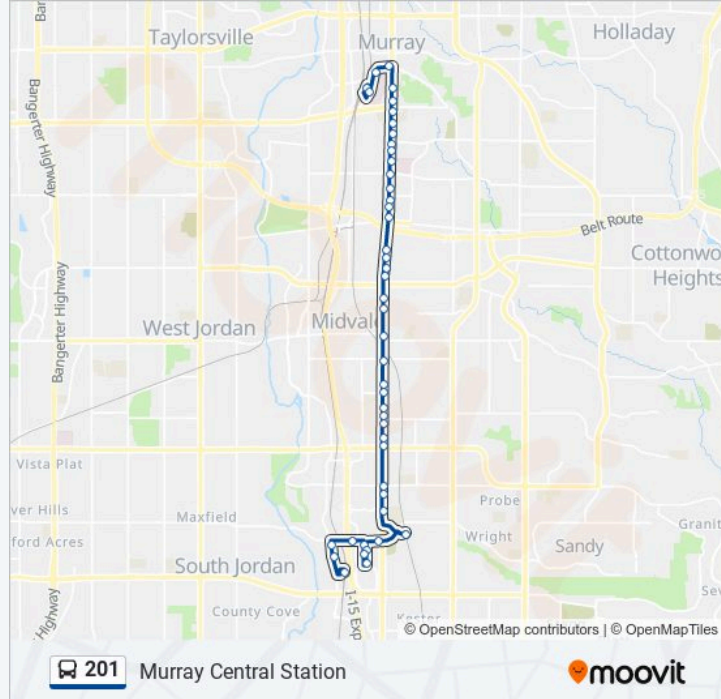 Bar
Taylorsville
Murray
Holladay
Bangerter Highway
Belt Route
Cottonwo
Heights
Bangerter Highway
West Jordan
Midvale
Vista Plat
ver Hills
Maxfield
Probe
ford Acres
Wright
Sandy
Granit
South Jordan
Sev
Highway
County Cove
I-15 Exp
© OpenStreetMap contributors | © OpenMapTiles
201
Murray Central Station
moovit